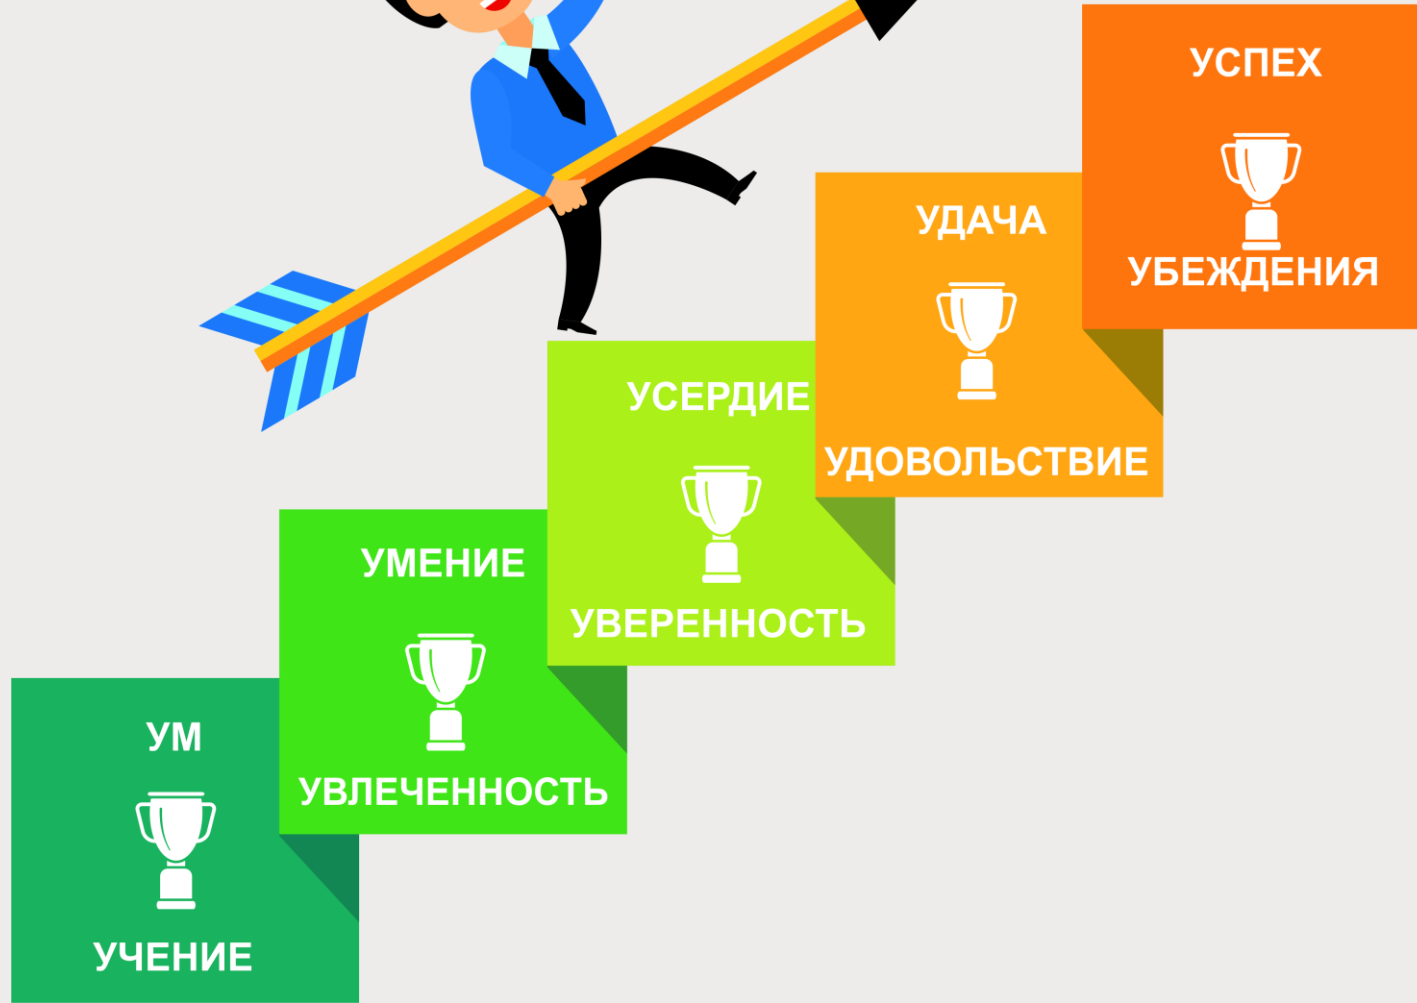 УСПЕХ
УБЕЖДЕНИЯ
УДАЧА
УДОВОЛЬСТВИЕ
УСЕРДИЕ
УВЕРЕННОСТЬ
УМЕНИЕ
УВЛЕЧЕННОСТЬ
УМ
УЧЕНИЕ